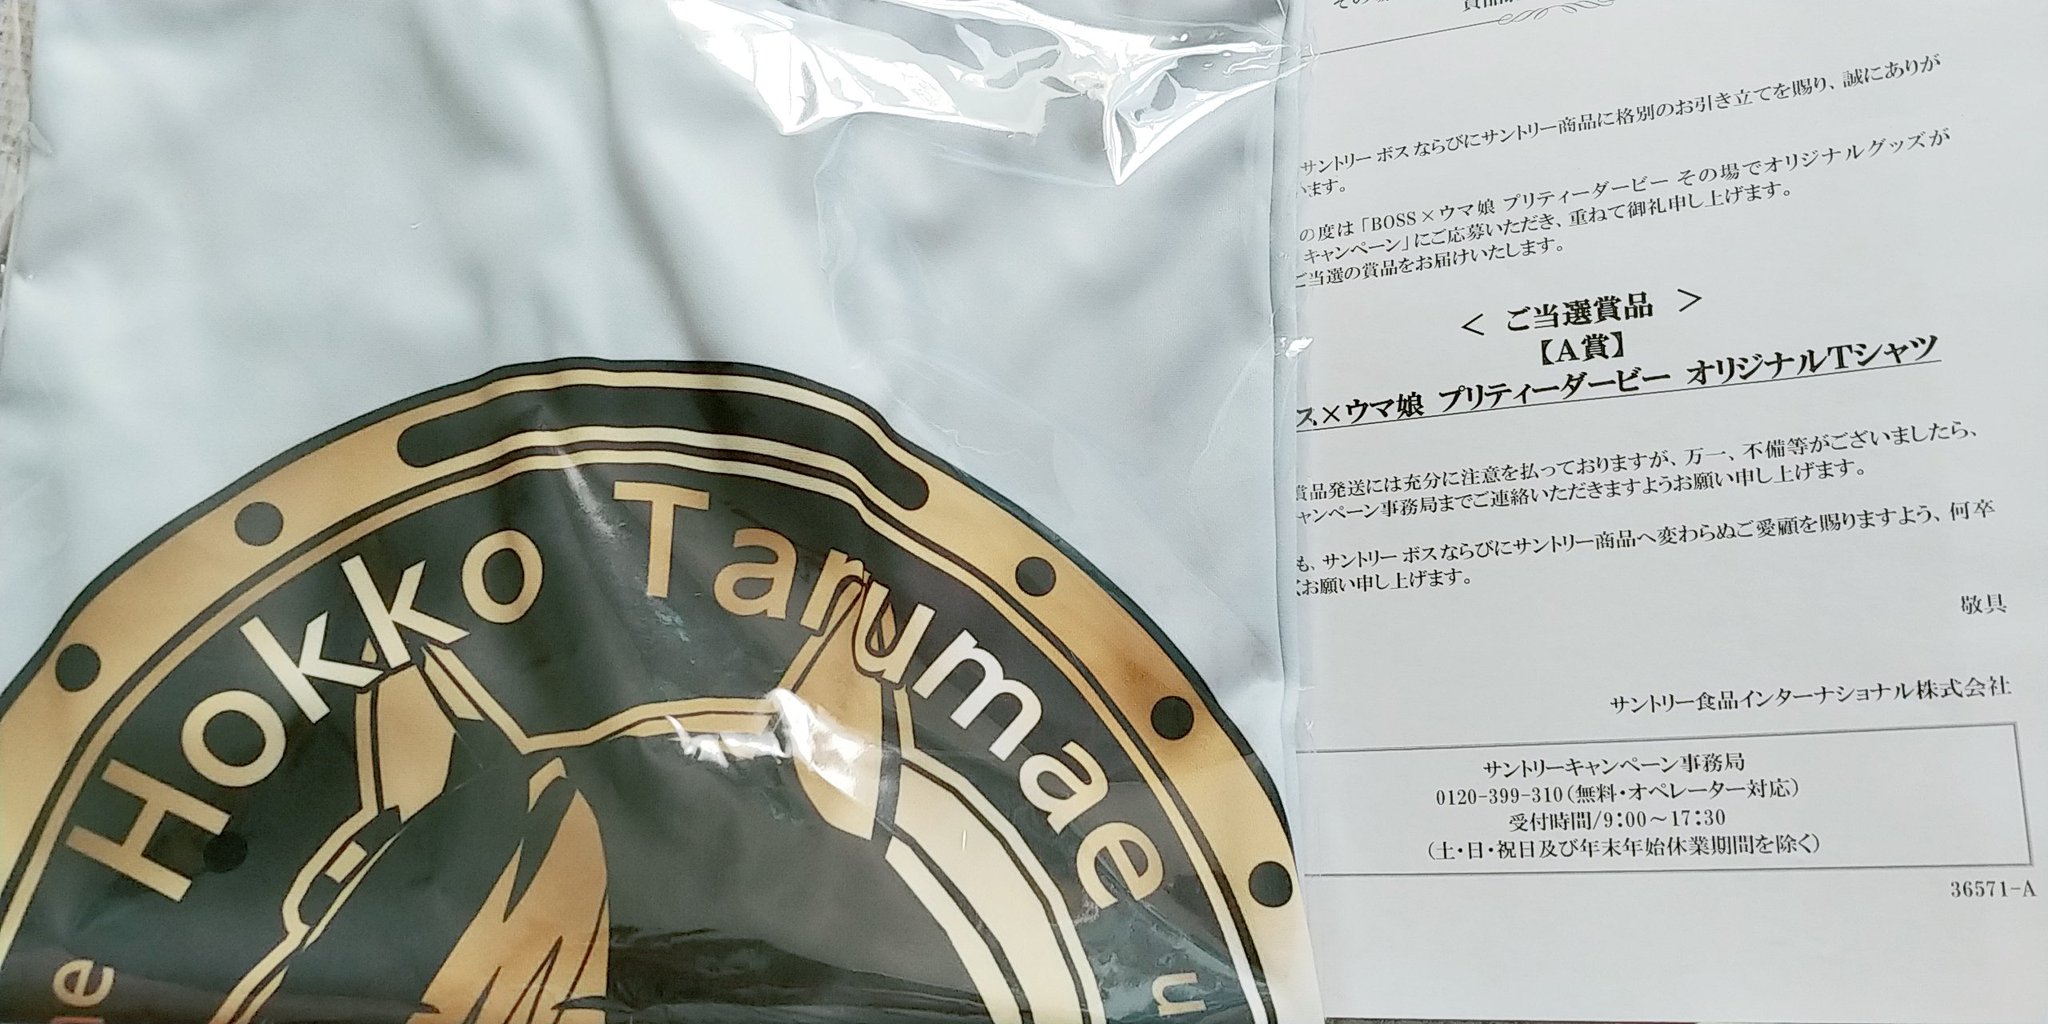 Hokko Tarumae
サントリー ボスならびにサントリー商品に格別のお引き立てを賜り、誠にありが
います。
の度は「BOSS×ウマ娘 プリティーダービー その場でオリジナルグッズが
キャンペーン」にご応募いただき、重ねて御礼申し上げます。
ご当選の賞品をお届けいたします。
＜ ご当選賞品 ＞
【A賞】
ス×ウマ娘 プリティーダービー オリジナルTシャツ
賞品発送には充分に注意を払っておりますが、万一、不備等がございましたら、
ャンペーン事務局までご連絡いただきますようお願い申し上げます。
も、サントリー ボスならびにサントリー商品へ変わらぬご愛顧を賜りますよう、何卒
くお願い申し上げます。
敬具
サントリー食品インターナショナル株式会社
サントリーキャンペーン事務局
0120-399-310(無料・オペレーター対応)
受付時間/9:00～17:30
(土・日・祝日及び年末年始休業期間を除く)
36571-A